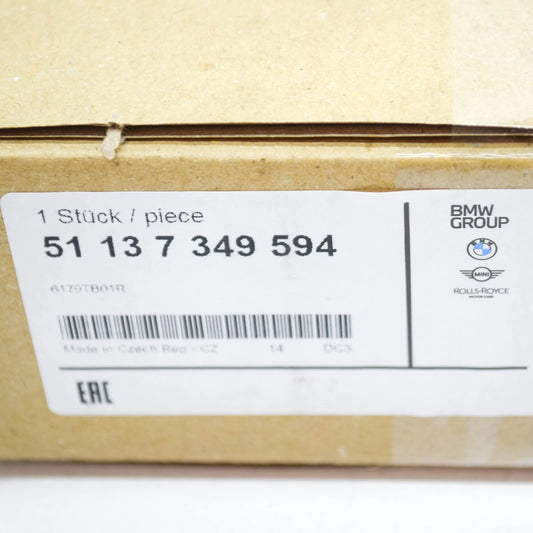 1 Stück / piece
51 13 7 349 594
6179TB01R
Made in Czech Rep - CZ 14 DC3
EAC
BMW
GROUP
MINI
ROLLS-ROYCE
MOTOR CARS